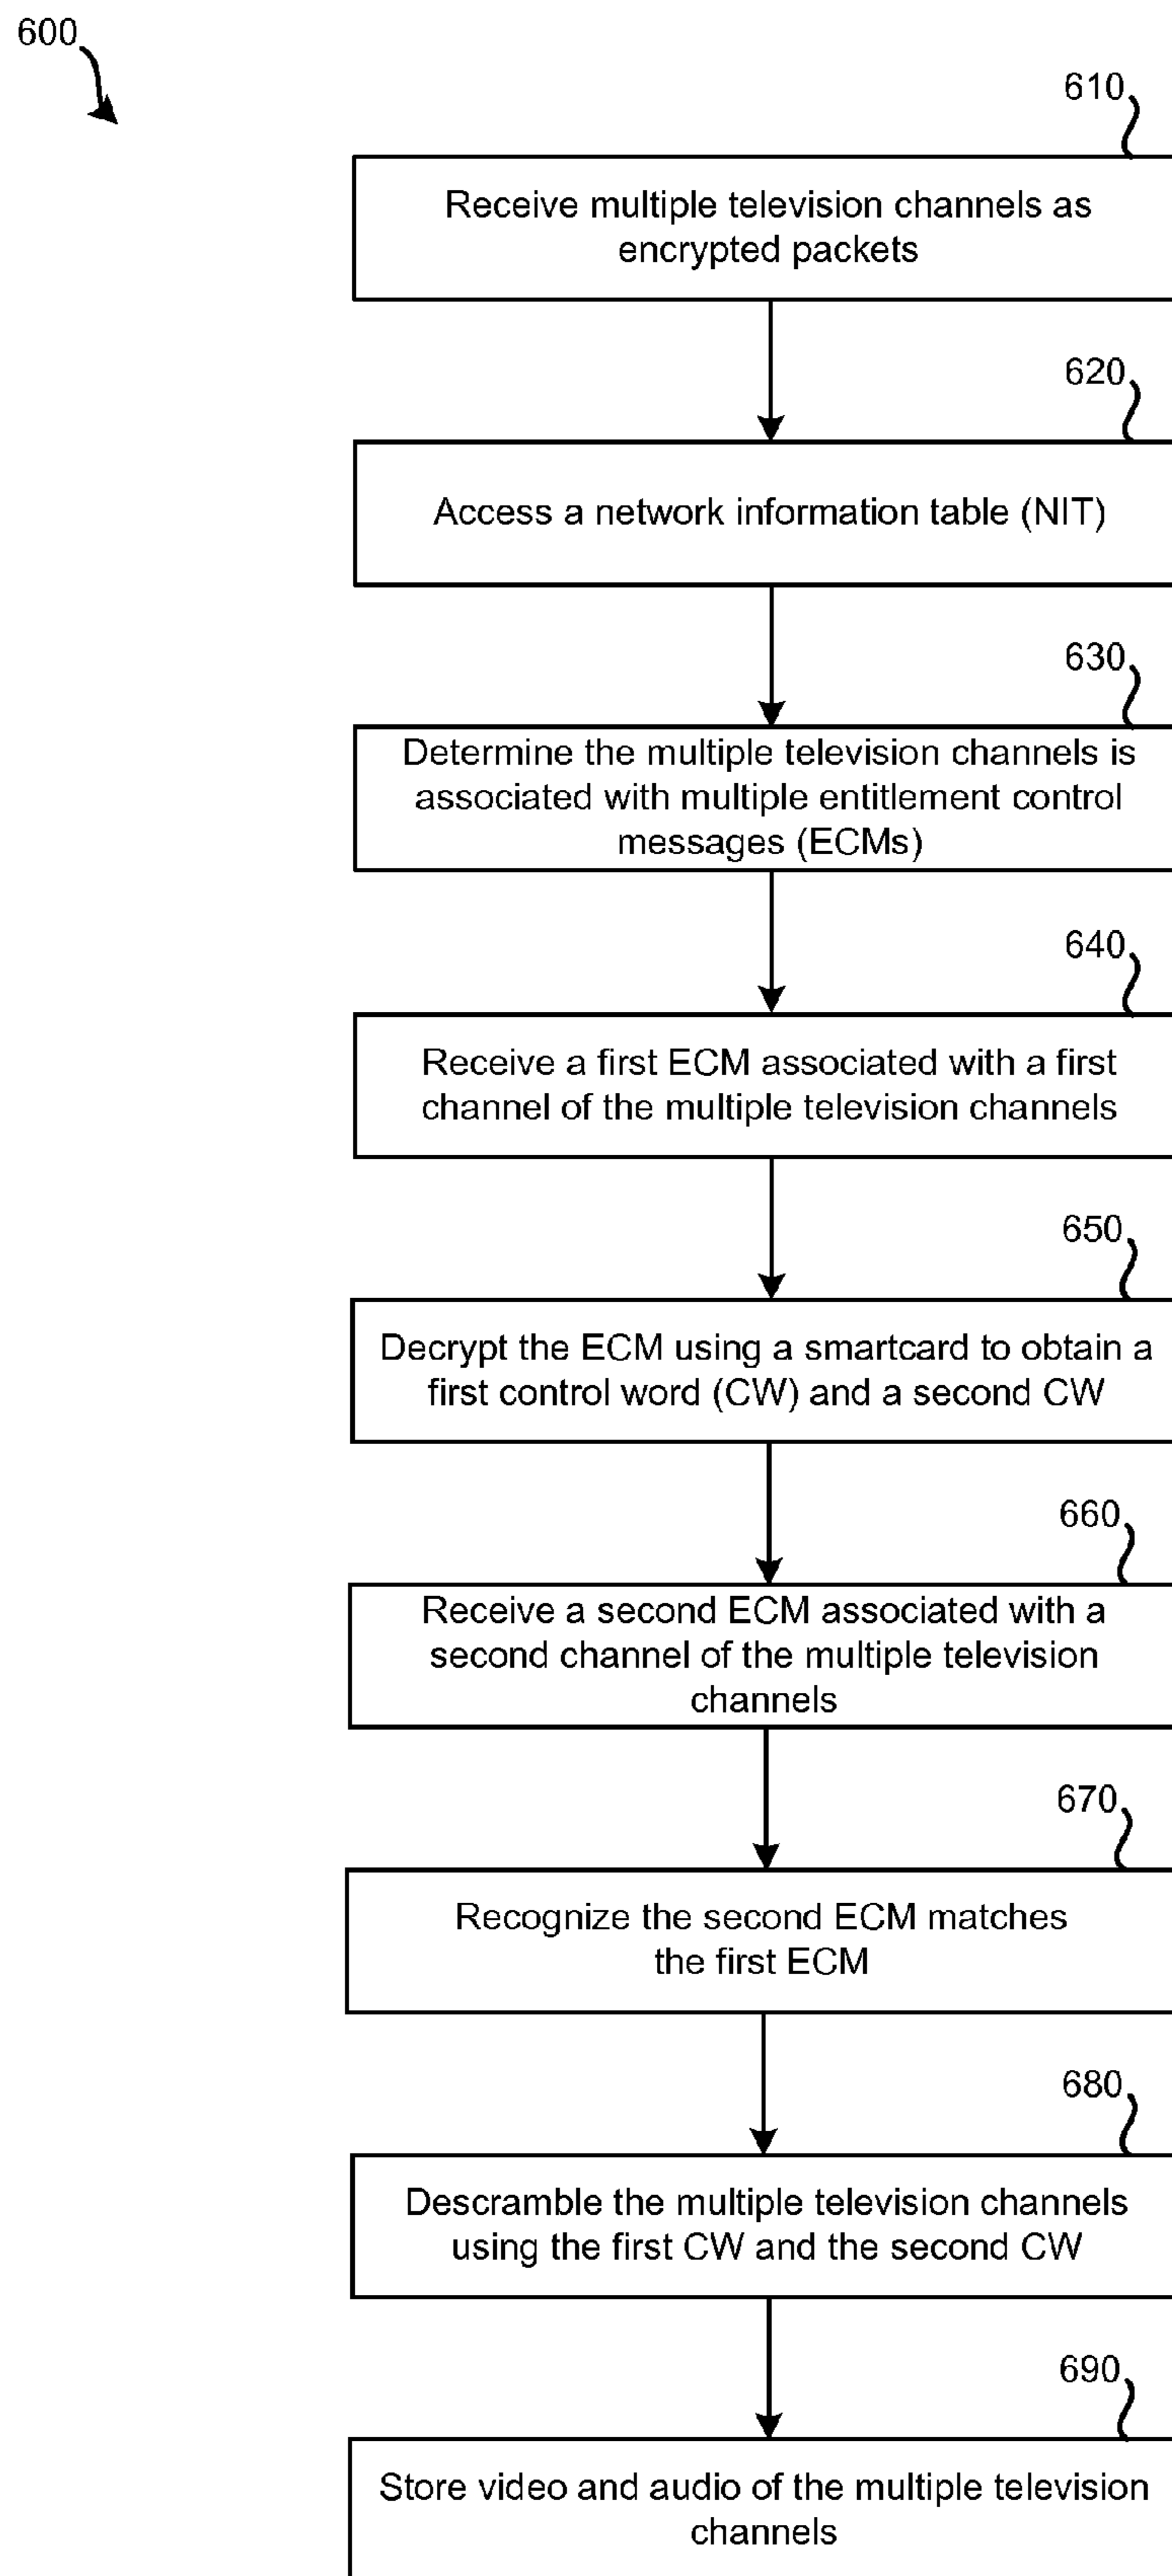 600
610
Receive multiple television channels as
encrypted packets
620
Access a network information table (NIT)
630
Determine the multiple television channels is
associated with multiple entitlement control
messages (ECMs)
640
Receive a first ECM associated with a first
channel of the multiple television channels
650
Decrypt the ECM using a smartcard to obtain a
first control word (CW) and a second CW
660
Receive a second ECM associated with a
second channel of the multiple television
channels
670
Recognize the second ECM matches
the first ECM
680
Descramble the multiple television channels
using the first CW and the second CW
690
Store video and audio of the multiple television
channels